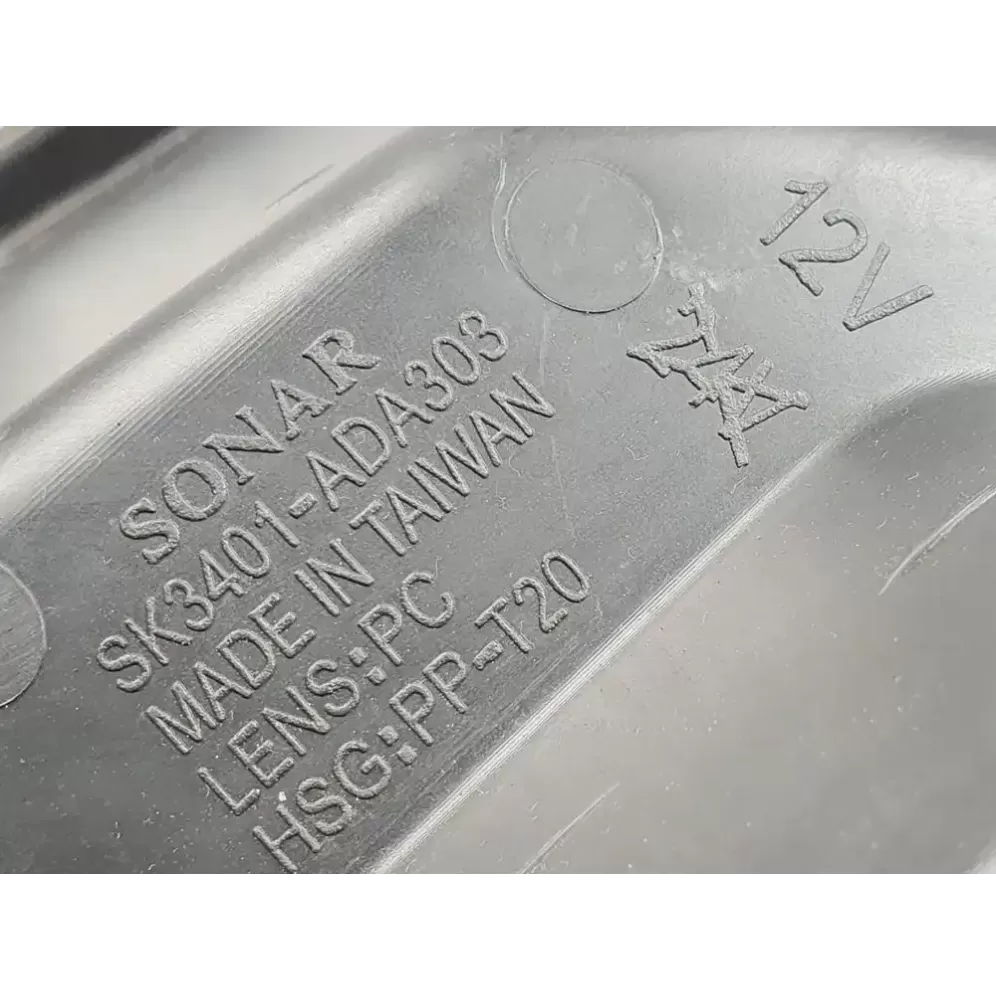 SONAR
SK3401-ADA303
MADE IN TAIWAN
LENS:PC
HSG:PP-T20
12V